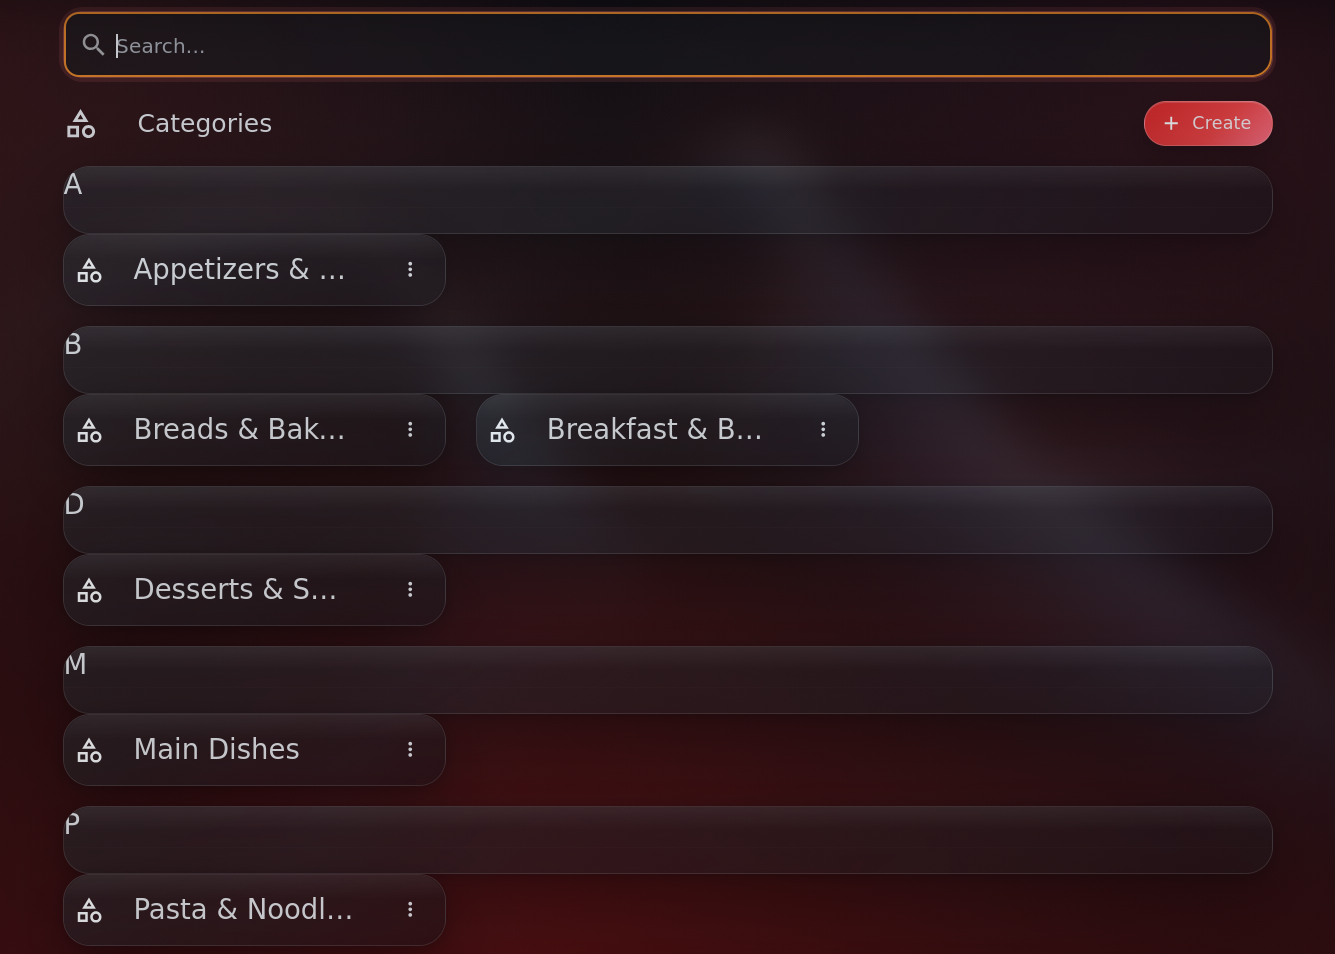 Search...
Categories
Create
A
Appetizers & ...
B
Breads & Bak...
Breakfast & B...
D
Desserts & S...
M
Main Dishes
P
Pasta & Noodl...